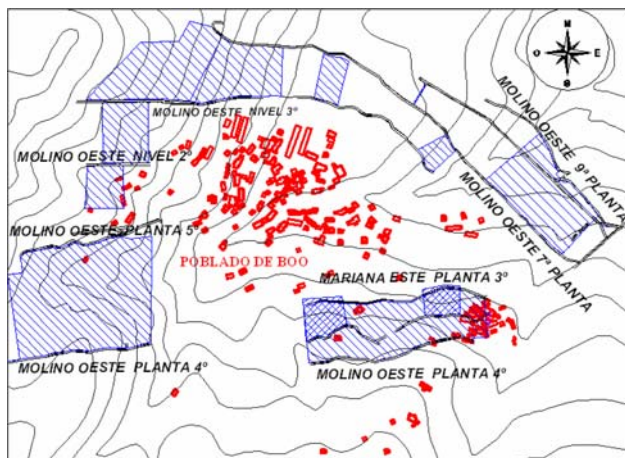 N
O
E
S
MOLINO OESTE NIVEL 3º
MOLINO OESTE 9ª PLANTA
MOLINO OESTE NIVEL 2º
MOLINO OESTE 7ª PLANTA
MOLINO OESTE PLANTA 5º
POBLADO DE BOO
MARIANA ESTE PLANTA 3º
MOLINO OESTE PLANTA 4º
MOLINO OESTE PLANTA 4º